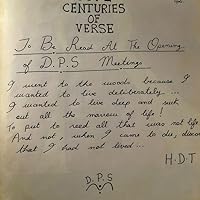 CENTURIES
OF VERSE
To Be Read At The Opening
of D.P.S Meetings
I went to the woods because I
wanted to live deliberately ...
I wanted to live deep and suck
out all the marrow of life!
To put to rout all that was not life
And not, when I came to die, discov
that I had not lived...
H.D.T
D.P.S